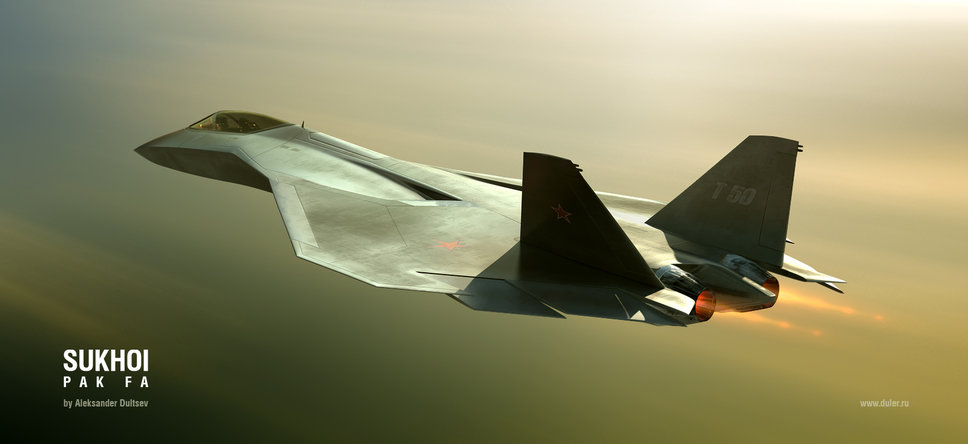 T 50
SUKHOI
PAK FA
by Aleksander Dultsev
www.duler.ru